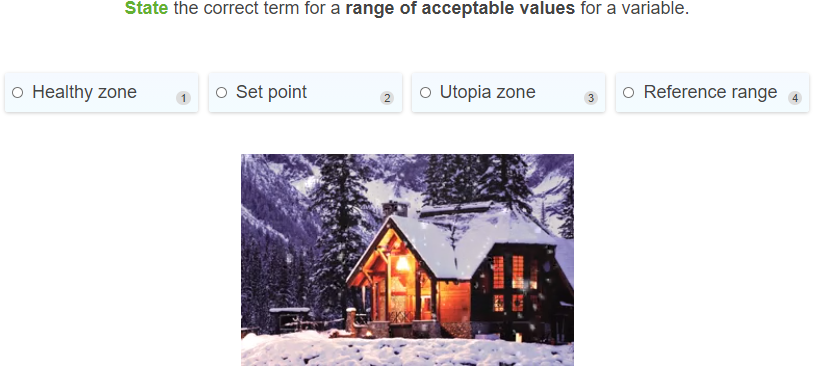 State the correct term for a range of acceptable values for a variable.
Healthy zone 1
Set point 2
Utopia zone 3
Reference range 4